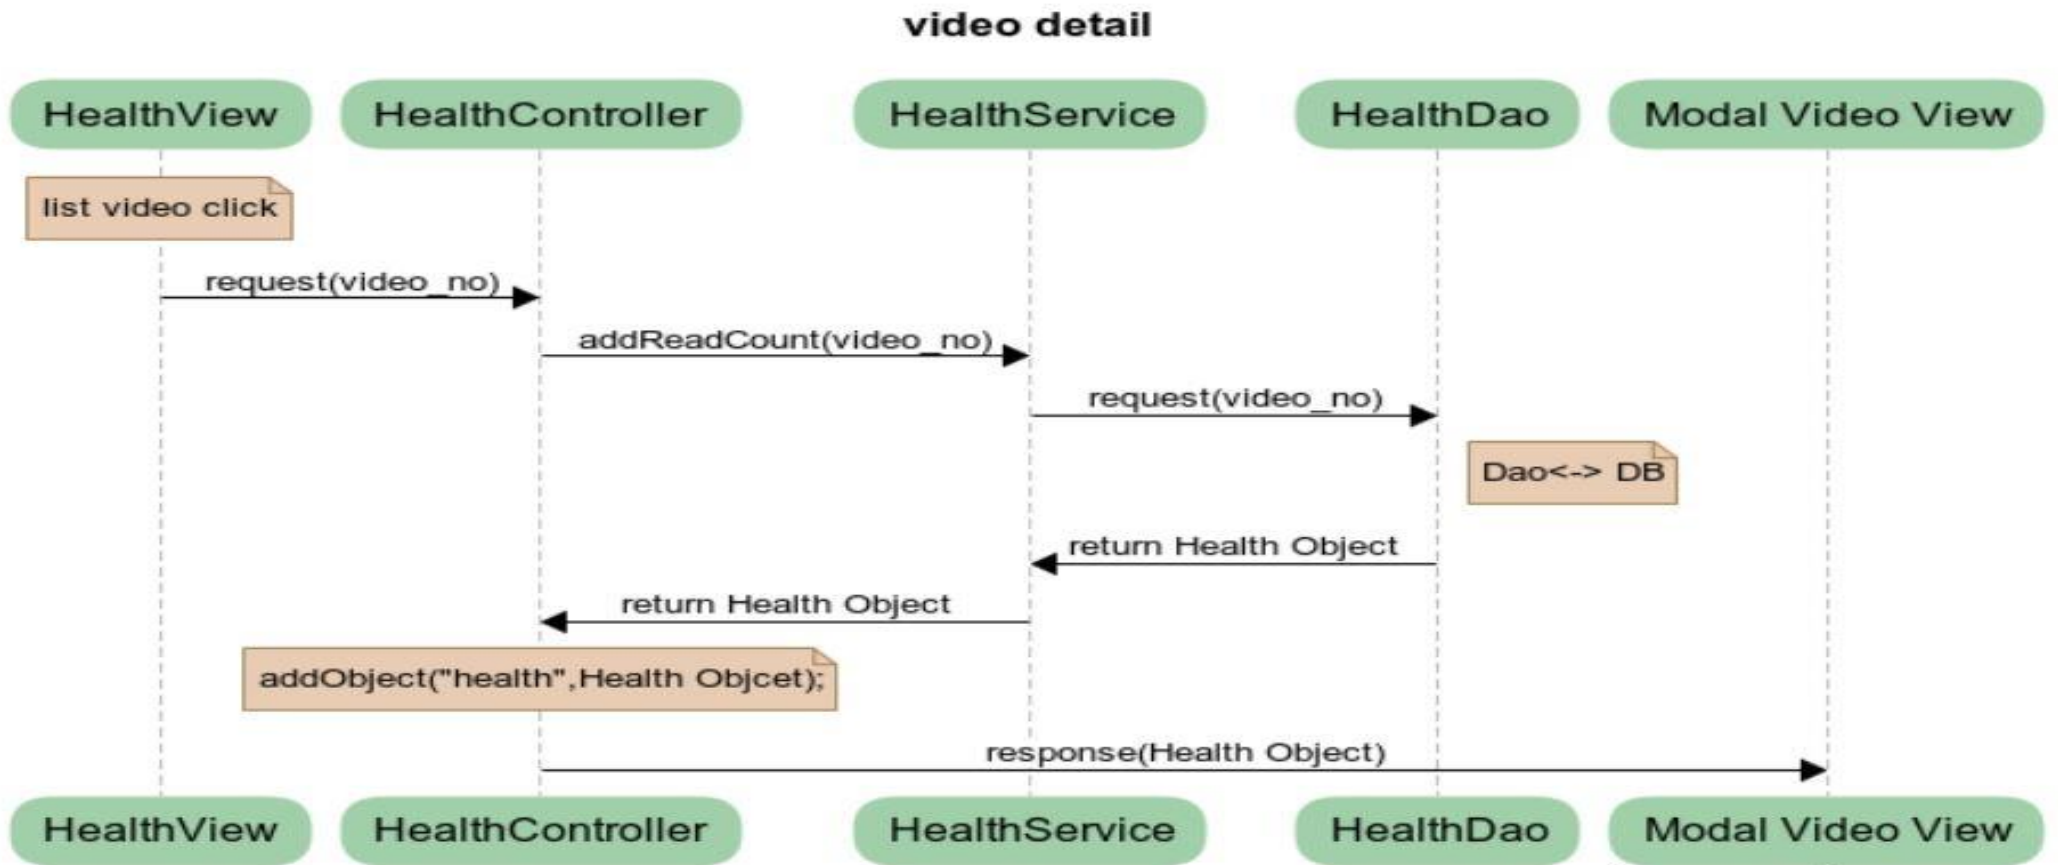 video detail
HealthView HealthController HealthService HealthDao Modal Video View
list video click
request(video_no)
addReadCount(video_no)
request(video_no)
Dao<-> DB
return Health Object
return Health Object
addObject("health",Health Objcet);
response(Health Object)
HealthView HealthController HealthService HealthDao Modal Video View